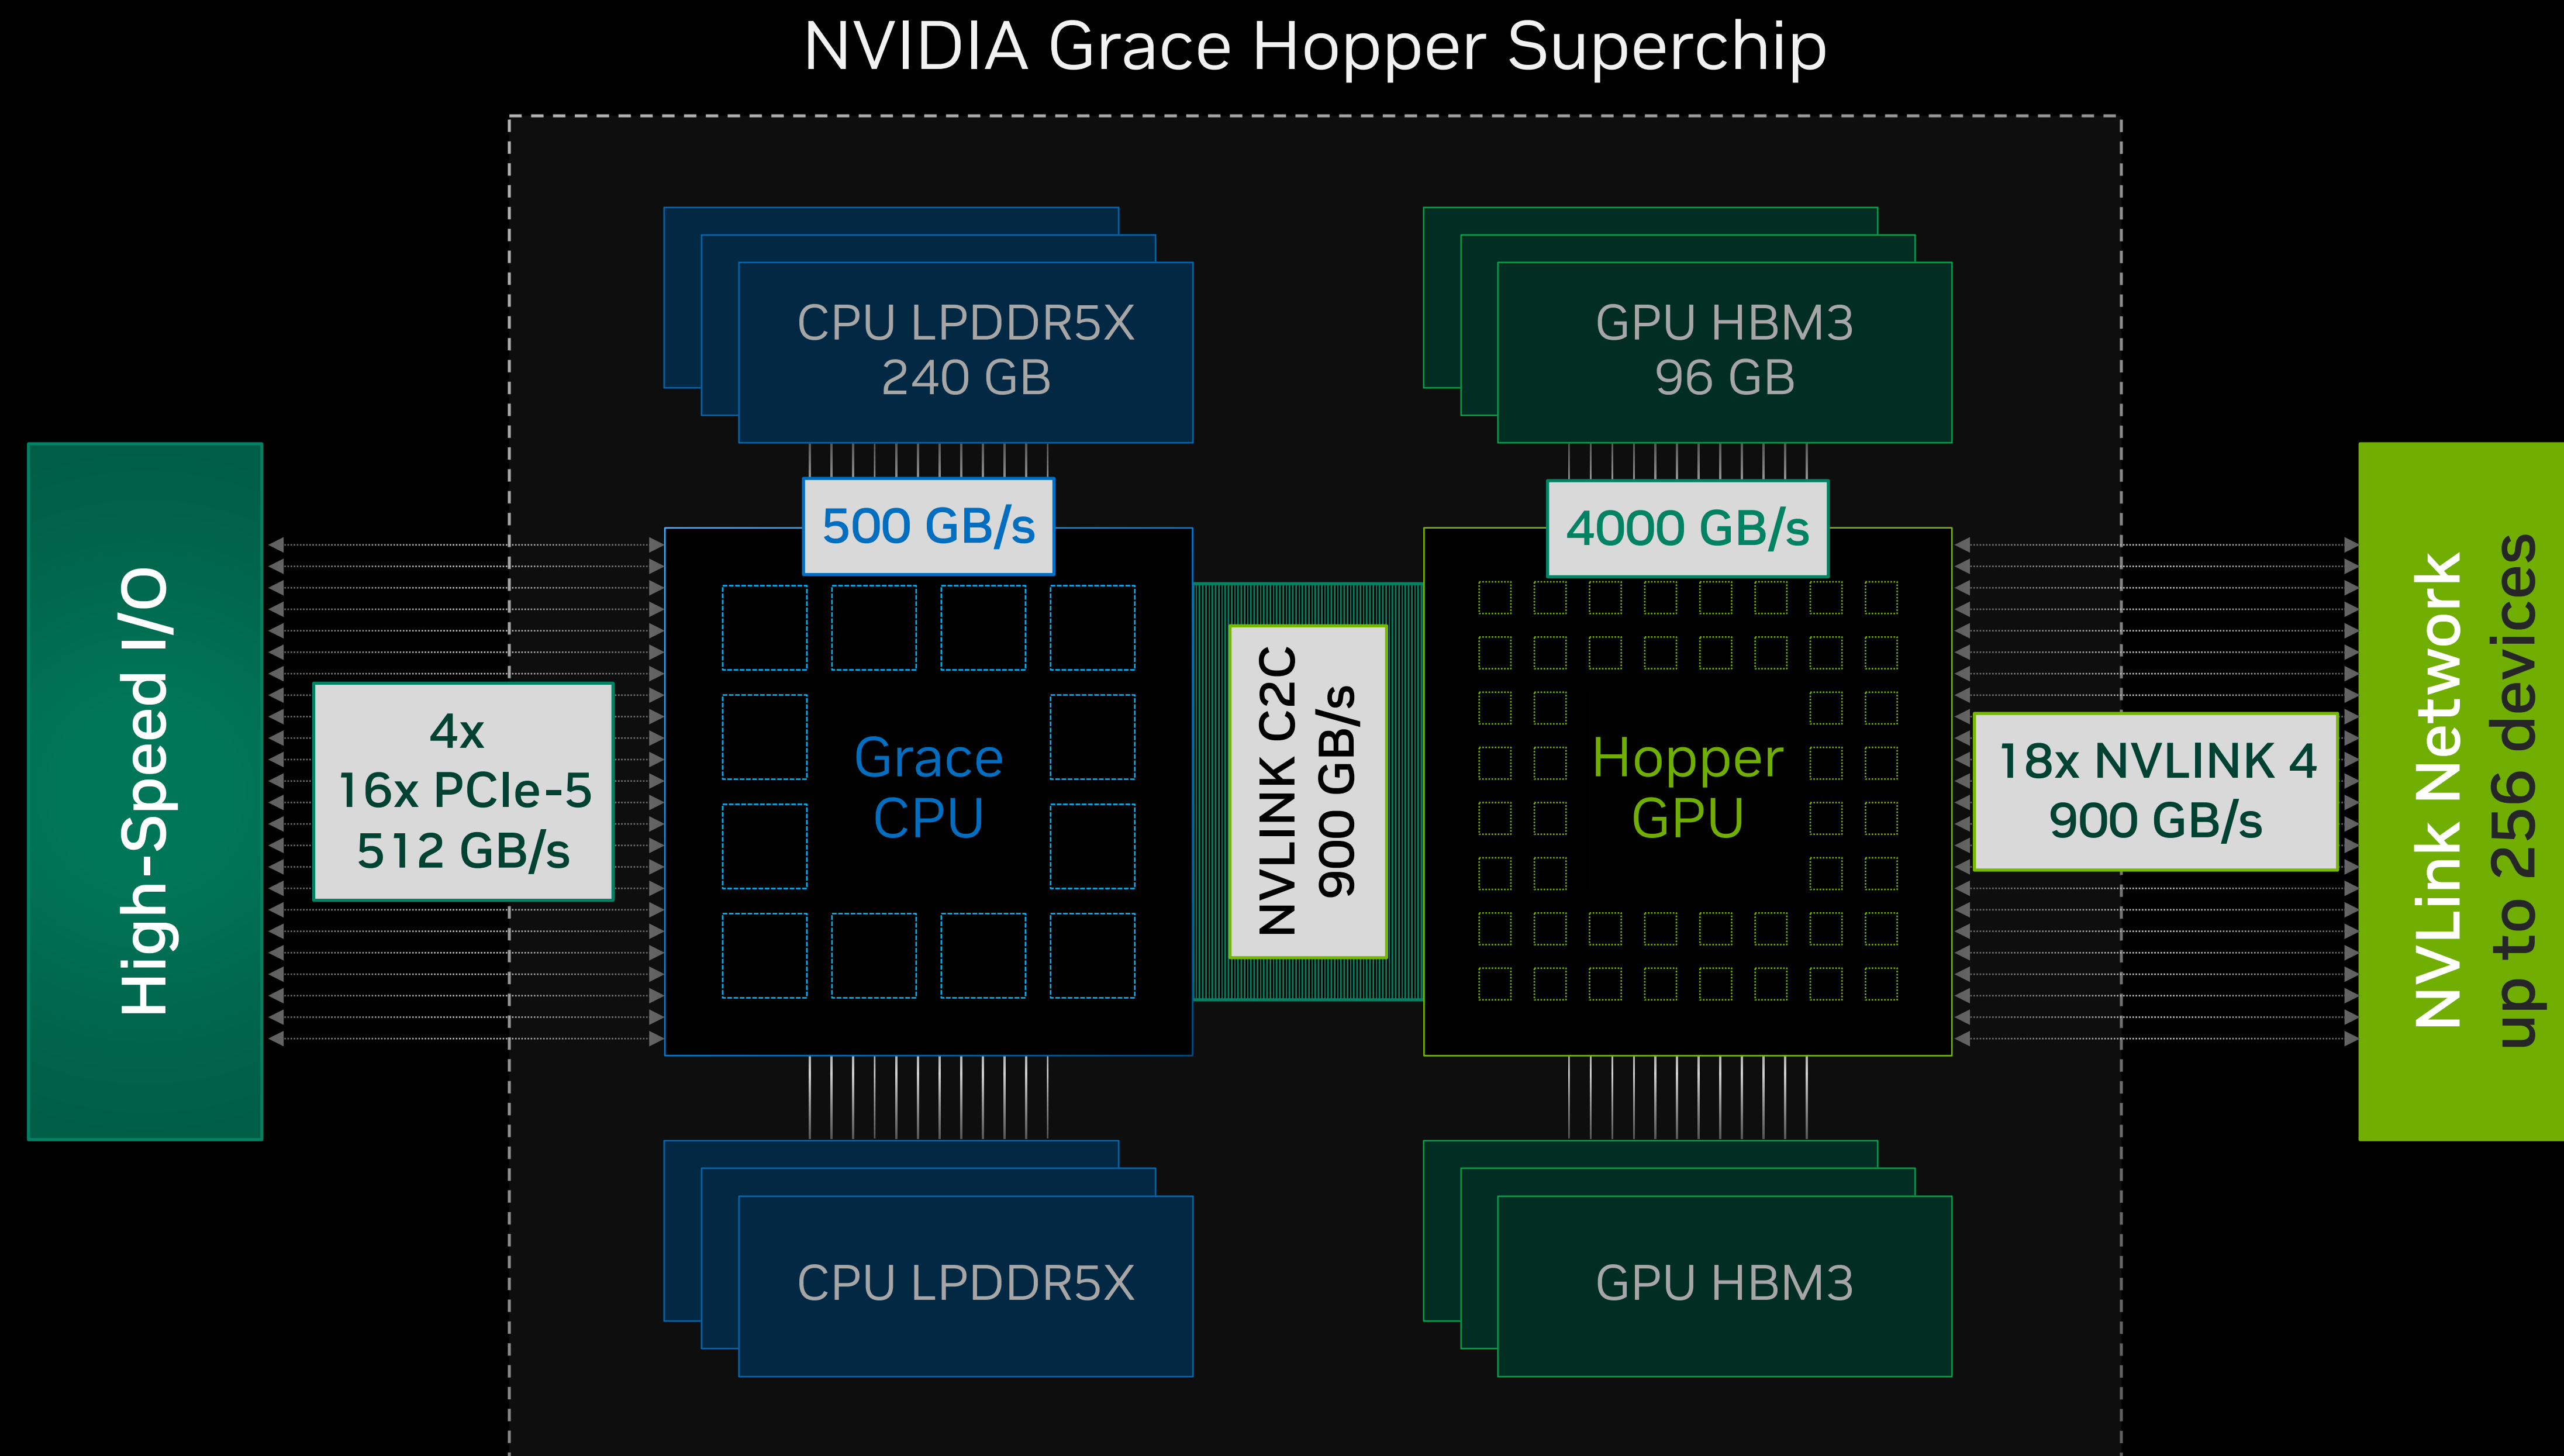 NVIDIA Grace Hopper Superchip
CPU LPDDR5X
240 GB
GPU HBM3
96 GB
500 GB/s
4000 GB/s
High-Speed I/O
4x
16x PCIe-5
512 GB/s
Grace
CPU
NVLINK C2C
900 GB/s
Hopper
GPU
18x NVLINK 4
900 GB/s
NVLink Network
up to 256 devices
CPU LPDDR5X
GPU HBM3